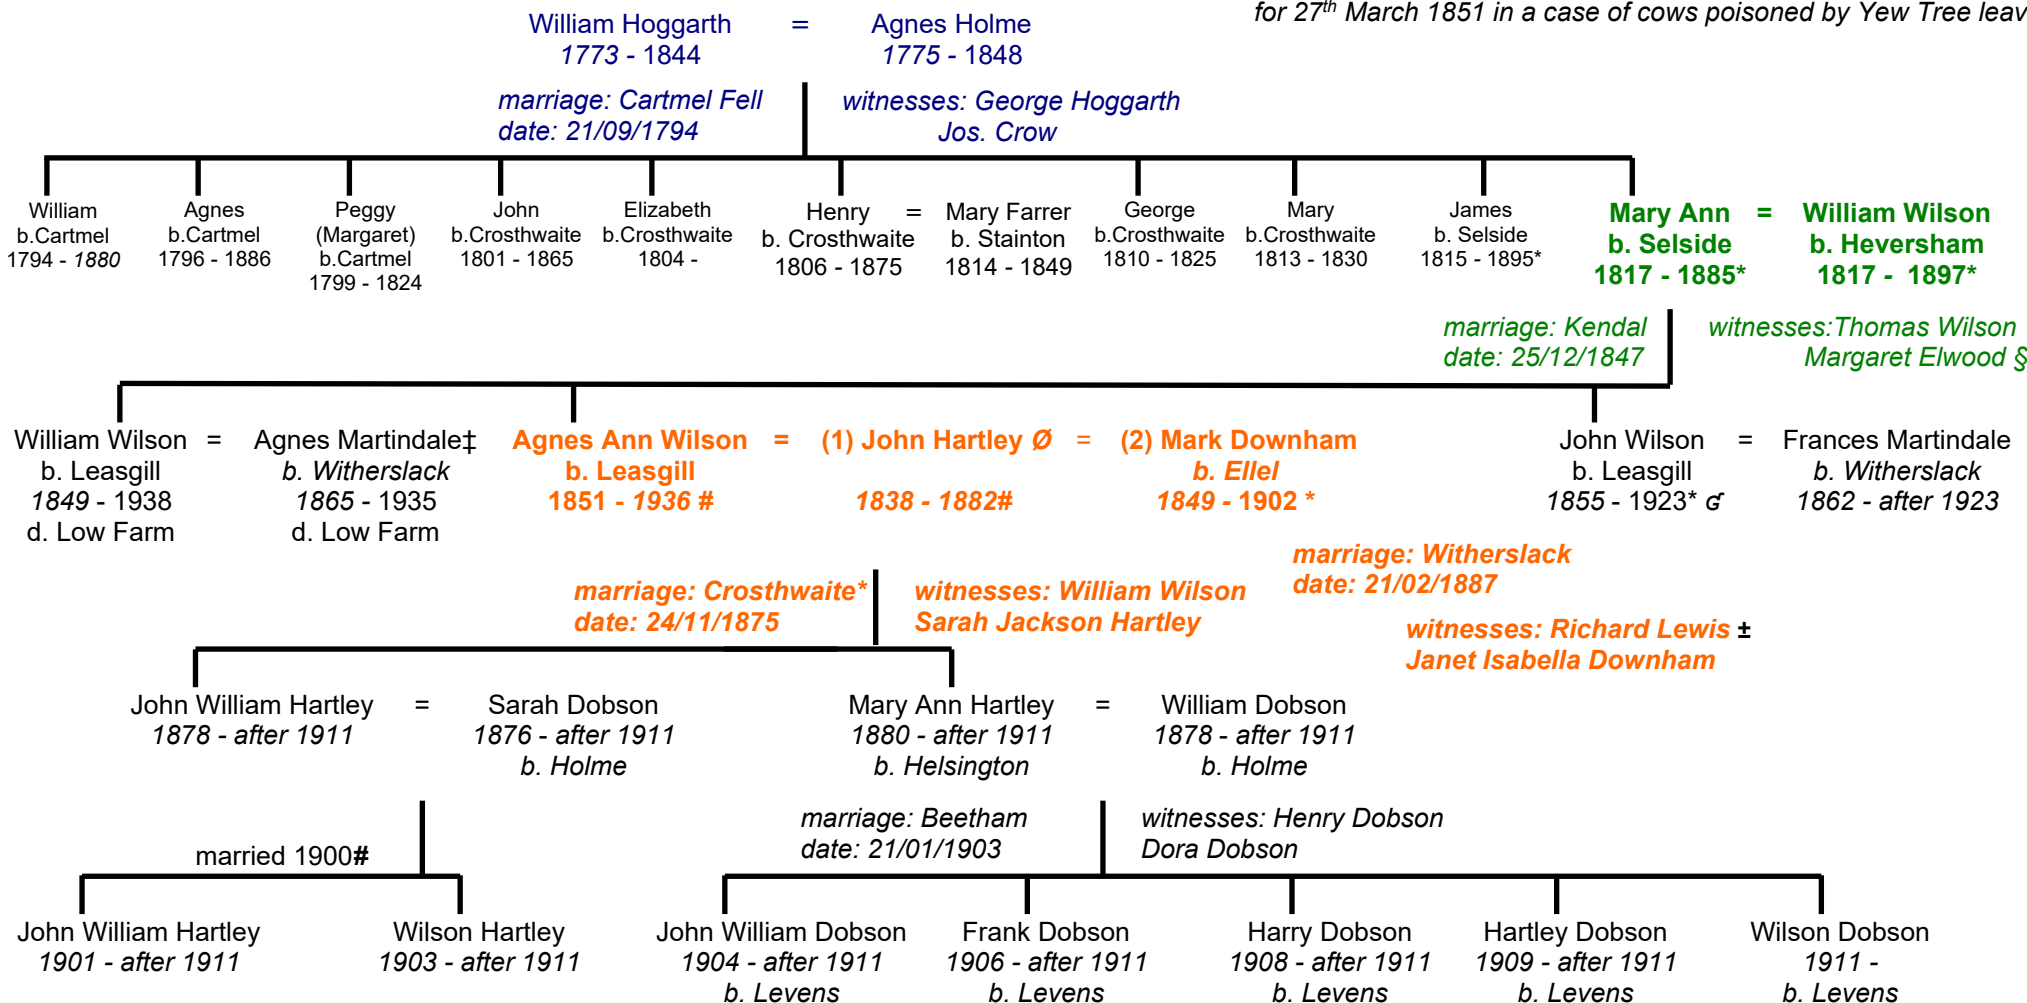 for 27th March 1851 in a case of cows poisoned by Yew Tree leav
William Hoggarth = Agnes Holme
1773 - 1844 1775 - 1848
marriage: Cartmel Fell witnesses: George Hoggarth
date: 21/09/1794 Jos. Crow
William Agnes Peggy John Elizabeth Henry = Mary Farrer George Mary James Mary Ann = William Wilson
b.Cartmel b.Cartmel (Margaret) b.Crosthwaite b.Crosthwaite b. Crosthwaite b. Stainton b.Crosthwaite b.Crosthwaite b. Selside b. Selside b. Heversham
1794 - 1880 1796 - 1886 b.Cartmel 1801 - 1865 1804 - 1806 - 1875 1814 - 1849 1810 - 1825 1813 - 1830 1815 - 1895* 1817 - 1885* 1817 - 1897*
1799 - 1824
marriage: Kendal witnesses:Thomas Wilson
date: 25/12/1847 Margaret Elwood §
William Wilson = Agnes Martindale‡ Agnes Ann Wilson = (1) John Hartley Ø = (2) Mark Downham John Wilson = Frances Martindale
b. Leasgill b. Witherslack b. Leasgill b. Ellel b. Leasgill b. Witherslack
1849 - 1938 1865 - 1935 1851 - 1936 # 1838 - 1882# 1849 - 1902 * 1855 - 1923* 1862 - after 1923
d. Low Farm d. Low Farm
marriage: Witherslack
date: 21/02/1887
marriage: Crosthwaite* witnesses: William Wilson
date: 24/11/1875 Sarah Jackson Hartley
witnesses: Richard Lewis ±
Janet Isabella Downham
John William Hartley = Sarah Dobson Mary Ann Hartley = William Dobson
1878 - after 1911 1876 - after 1911 1880 - after 1911 1878 - after 1911
b. Holme b. Helsington b. Holme
marriage: Beetham witnesses: Henry Dobson
date: 21/01/1903 Dora Dobson
married 1900#
John William Hartley Wilson Hartley John William Dobson Frank Dobson Harry Dobson Hartley Dobson Wilson Dobson
1901 - after 1911 1903 - after 1911 1904 - after 1911 1906 - after 1911 1908 - after 1911 1909 - after 1911 1911 -
b. Levens b. Levens b. Levens b. Levens b. Levens